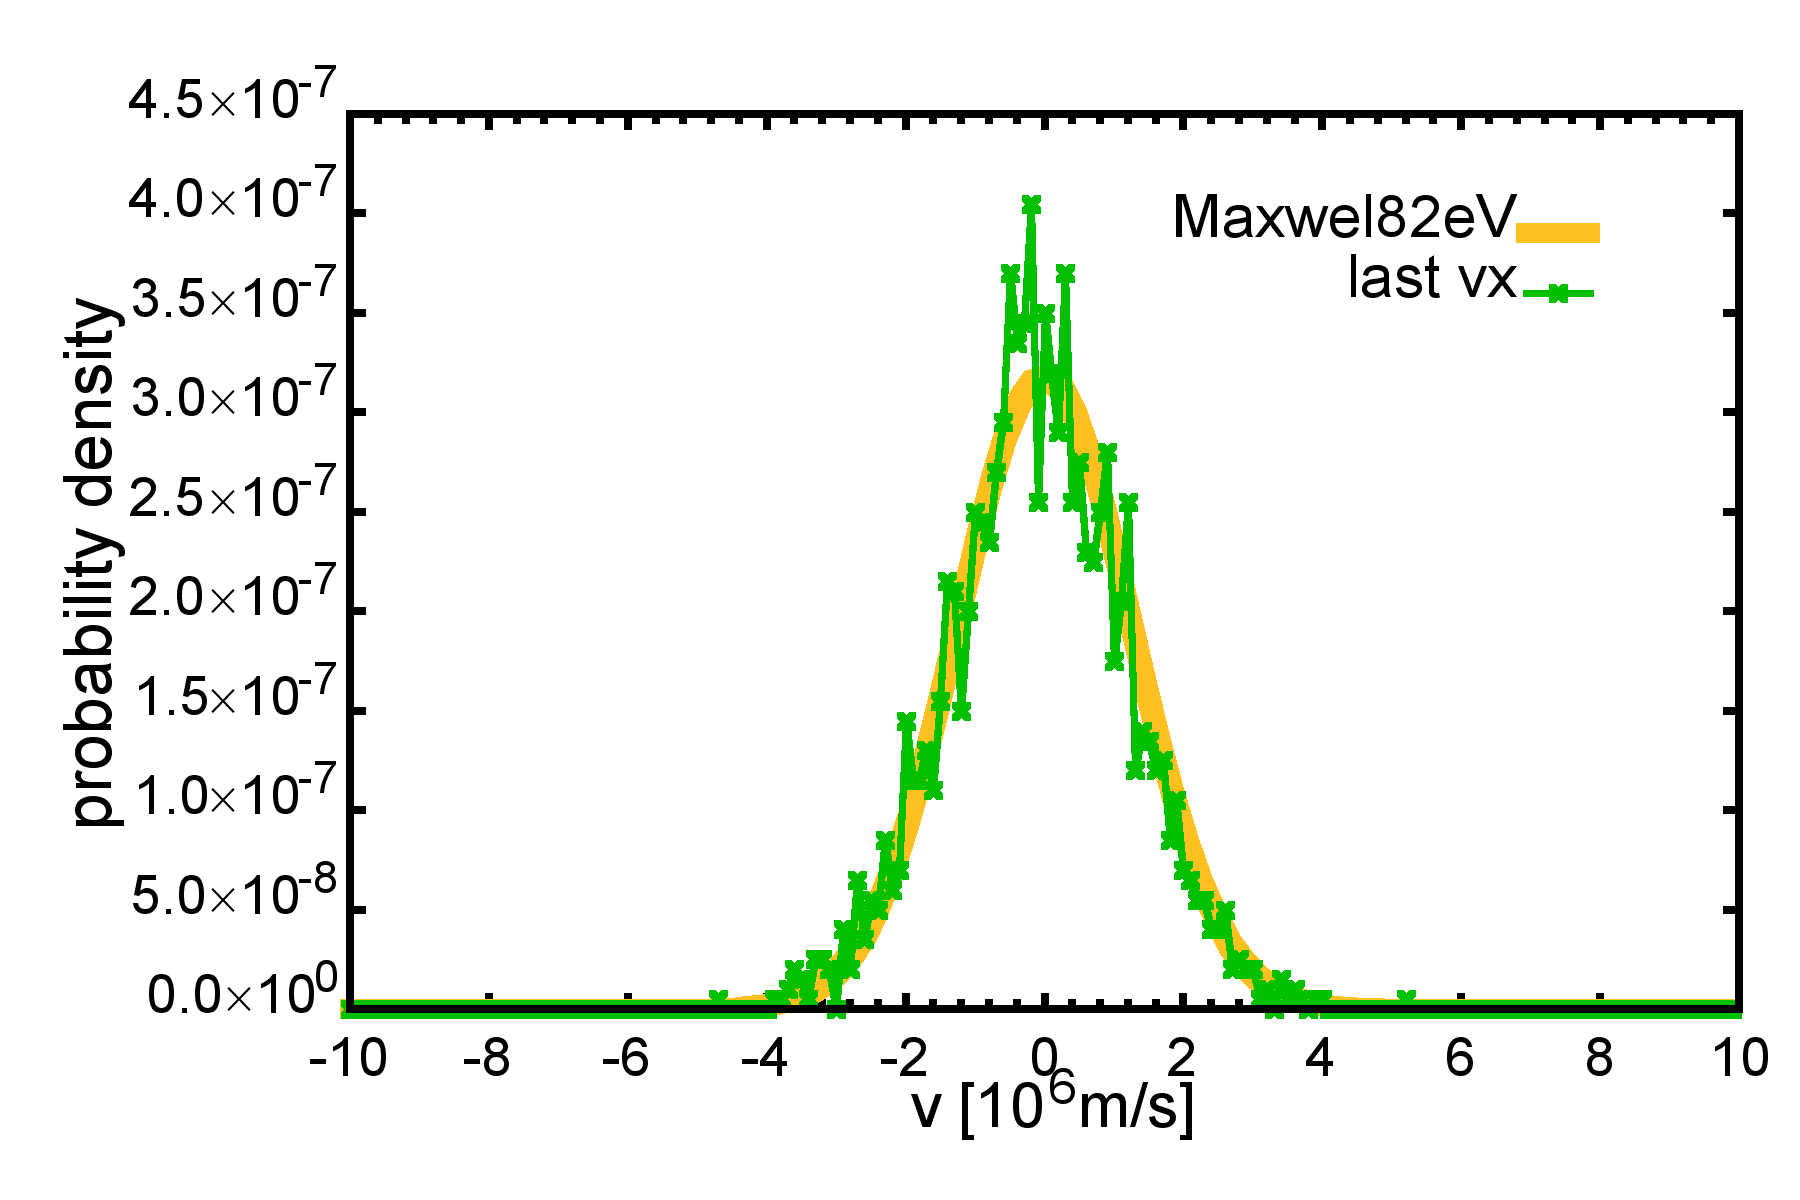 4.5×10⁻⁷
4.0×10⁻⁷
3.5×10⁻⁷
3.0×10⁻⁷
2.5×10⁻⁷
2.0×10⁻⁷
1.5×10⁻⁷
1.0×10⁻⁷
5.0×10⁻⁸
0.0×10⁰
probability density
Maxwel82eV
last vx
-10 -8 -6 -4 -2 0 2 4 6 8 10
v [10⁶m/s]